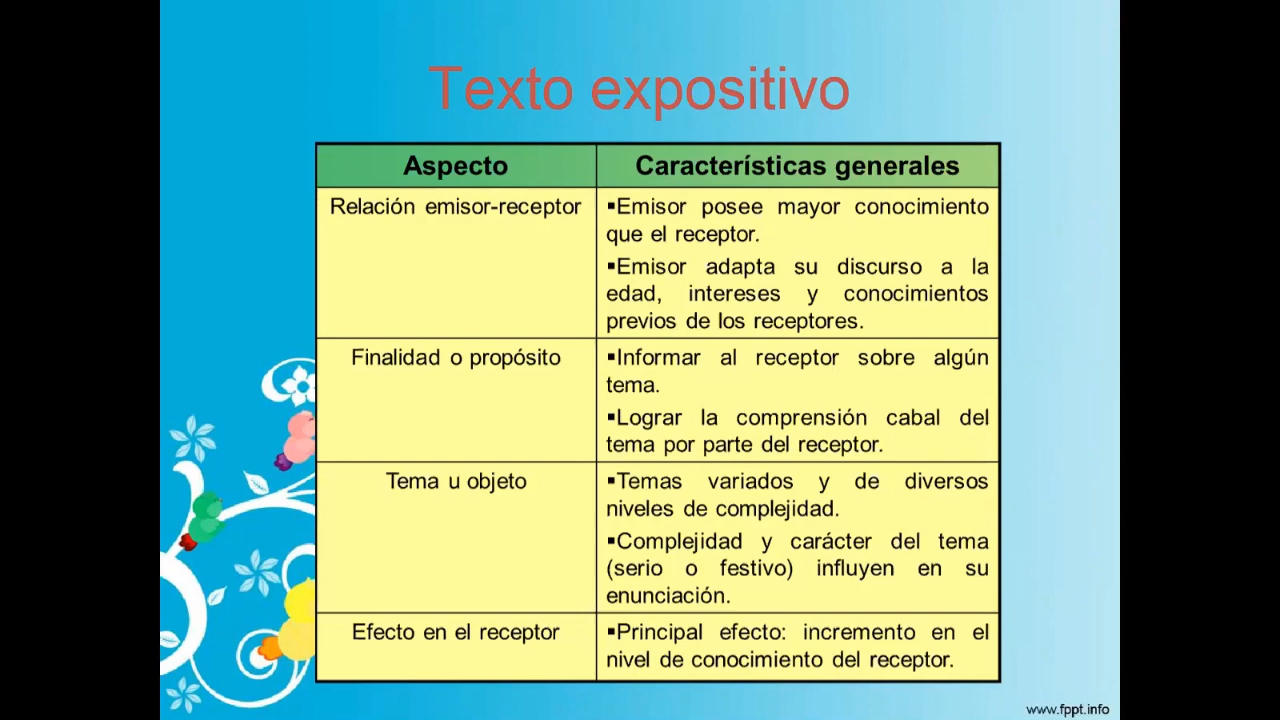 Texto expositivo
Aspecto
Características generales
Relación emisor-receptor
▪Emisor posee mayor conocimiento
que el receptor.
▪Emisor adapta su discurso a la
edad, intereses y conocimientos
previos de los receptores.
Finalidad o propósito
▪Informar al receptor sobre algún
tema.
▪Lograr la comprensión cabal del
tema por parte del receptor.
Tema u objeto
▪Temas variados y de diversos
niveles de complejidad.
▪Complejidad y carácter del tema
(serio o festivo) influyen en su
enunciación.
Efecto en el receptor
▪Principal efecto: incremento en el
nivel de conocimiento del receptor.
www.fppt.info